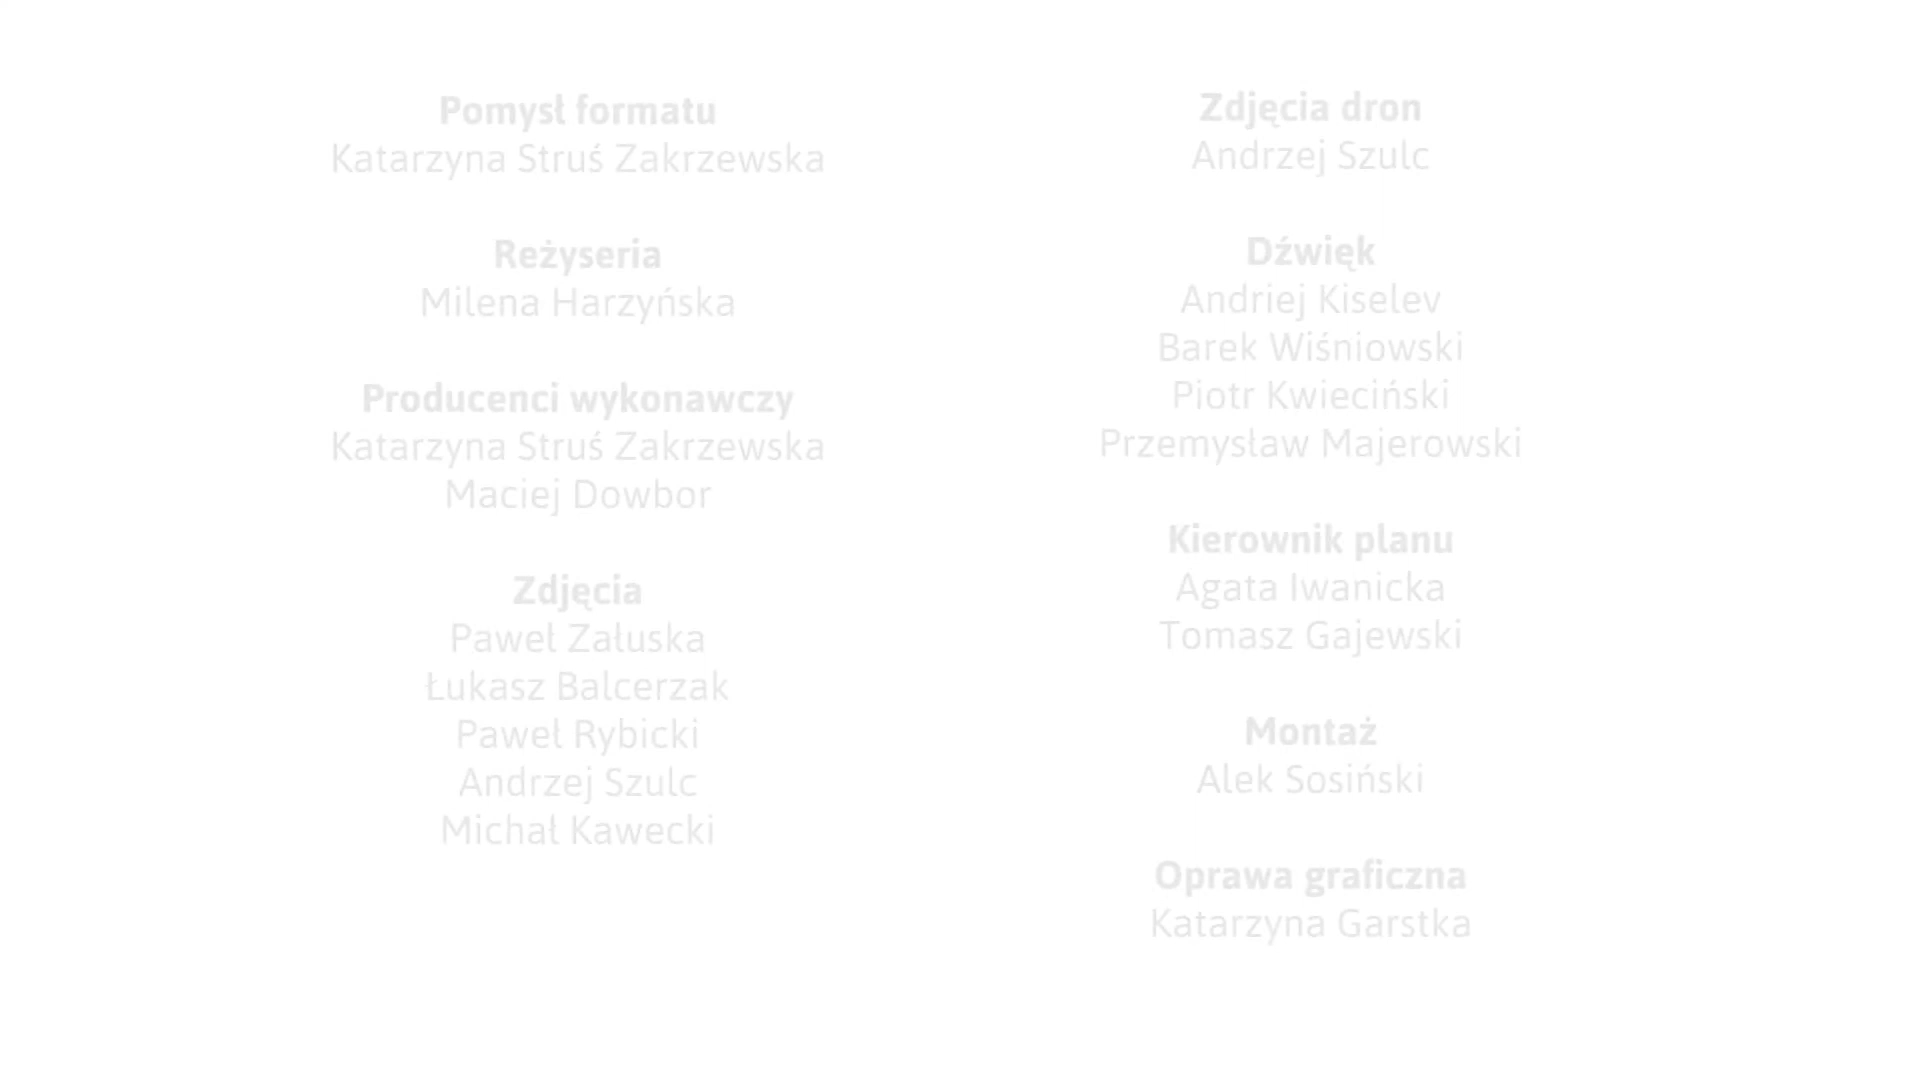 Pomysł formatu
Katarzyna Struś Zakrzewska
Reżyseria
Milena Harzyńska
Producenci wykonawczy
Katarzyna Struś Zakrzewska
Maciej Dowbor
Zdjęcia
Paweł Załuska
Łukasz Balcerzak
Paweł Rybicki
Andrzej Szulc
Michał Kawecki
Zdjęcia dron
Andrzej Szulc
Dźwięk
Andriej Kiselev
Barek Wiśniowski
Piotr Kwieciński
Przemysław Majerowski
Kierownik planu
Agata Iwanicka
Tomasz Gajewski
Montaż
Alek Sosiński
Oprawa graficzna
Katarzyna Garstka